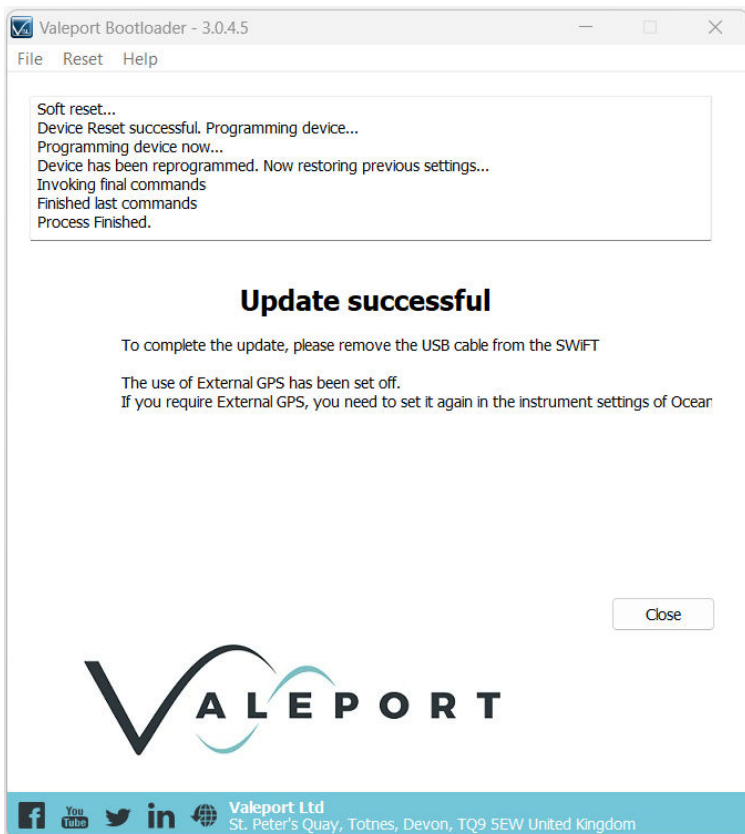 Valeport Bootloader - 3.0.4.5
File Reset Help
Soft reset...
Device Reset successful. Programming device...
Programming device now...
Device has been reprogrammed. Now restoring previous settings...
Invoking final commands
Finished last commands
Process Finished.
Update successful
To complete the update, please remove the USB cable from the SWiFT
The use of External GPS has been set off.
If you require External GPS, you need to set it again in the instrument settings of Ocean
Close
VALEPORT
f You Tube in Valeport Ltd
St. Peter's Quay, Totnes, Devon, TQ9 5EW United Kingdom